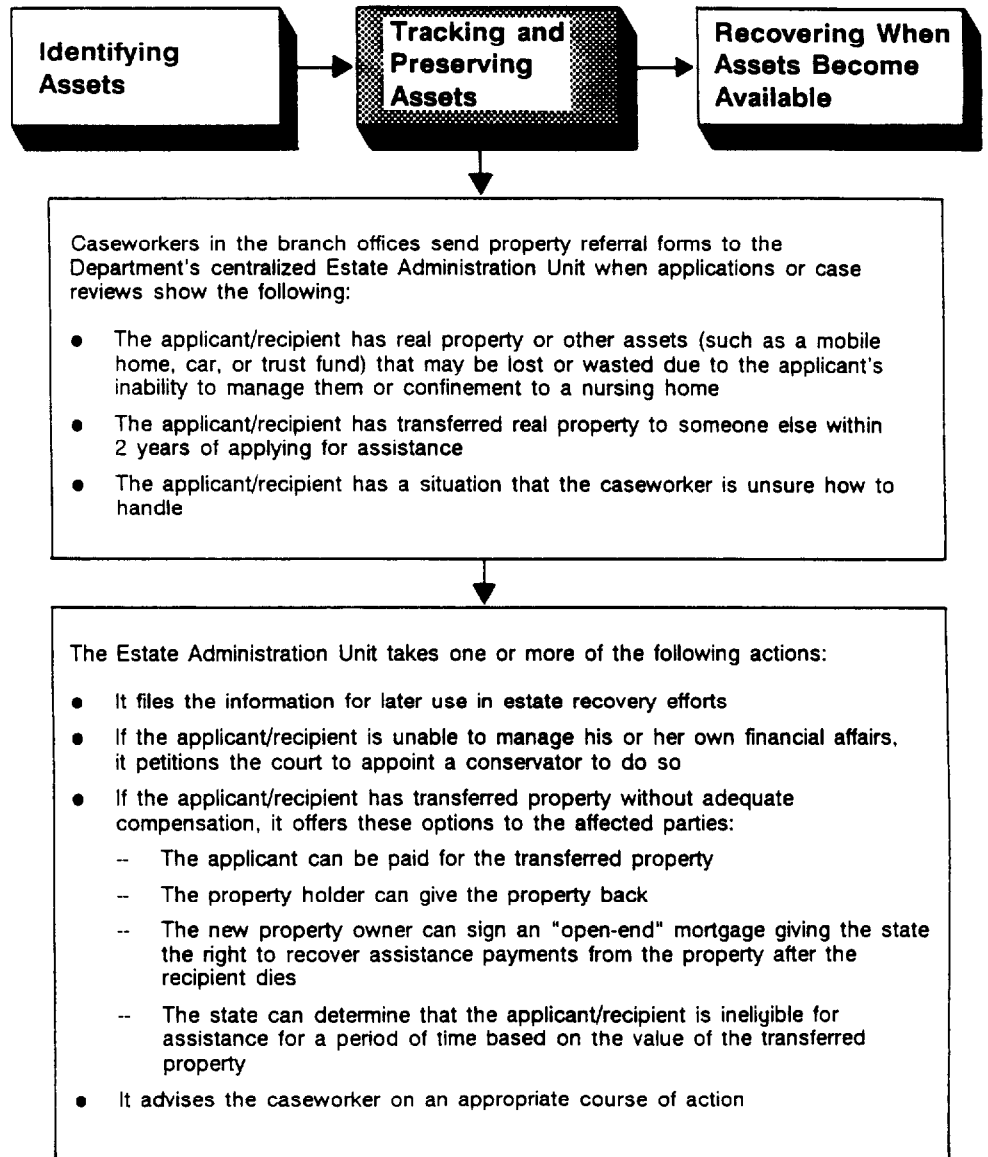 Identifying
Assets
Tracking and
Preserving
Assets
Recovering When
Assets Become
Available
Caseworkers in the branch offices send property referral forms to the
Department's centralized Estate Administration Unit when applications or case
reviews show the following:
● The applicant/recipient has real property or other assets (such as a mobile
home, car, or trust fund) that may be lost or wasted due to the applicant's
inability to manage them or confinement to a nursing home
● The applicant/recipient has transferred real property to someone else within
2 years of applying for assistance
● The applicant/recipient has a situation that the caseworker is unsure how to
handle
The Estate Administration Unit takes one or more of the following actions:
● It files the information for later use in estate recovery efforts
● If the applicant/recipient is unable to manage his or her own financial affairs,
it petitions the court to appoint a conservator to do so
● If the applicant/recipient has transferred property without adequate
compensation, it offers these options to the affected parties:
-- The applicant can be paid for the transferred property
-- The property holder can give the property back
-- The new property owner can sign an "open-end" mortgage giving the state
the right to recover assistance payments from the property after the
recipient dies
-- The state can determine that the applicant/recipient is ineligible for
assistance for a period of time based on the value of the transferred
property
● It advises the caseworker on an appropriate course of action